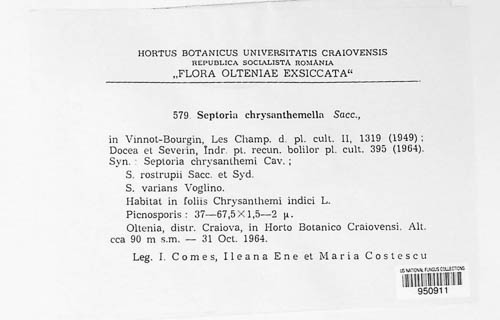 HORTUS BOTANICUS UNIVERSITATIS CRAIOVENSIS
REPUBLICA SOCIALISTA ROMÂNIA
„FLORA OLTENIAE EXSICCATA“
579. Septoria chrysanthemella Sacc.,
in Vinnot-Bourgin, Les Champ. d. pl. cult. II, 1319 (1949);
Docea et Severin, Indr. pt. recun. bolilor pl. cult. 395 (1964).
Syn. : Septoria chrysanthemi Cav. ;
S. rostrupii Sacc. et Syd.
S. varians Voglino.
Habitat in foliis Chrysanthemi indici L.
Picnosporis : 37—67,5×1,5—2 μ.
Oltenia, distr. Craiova, in Horto Botanico Craiovensi. Alt.
cca 90 m s.m. — 31 Oct. 1964.
Leg. I. Comes, Ileana Ene et Maria Costescu
US NATIONAL FUNGUS COLLECTIONS
950911